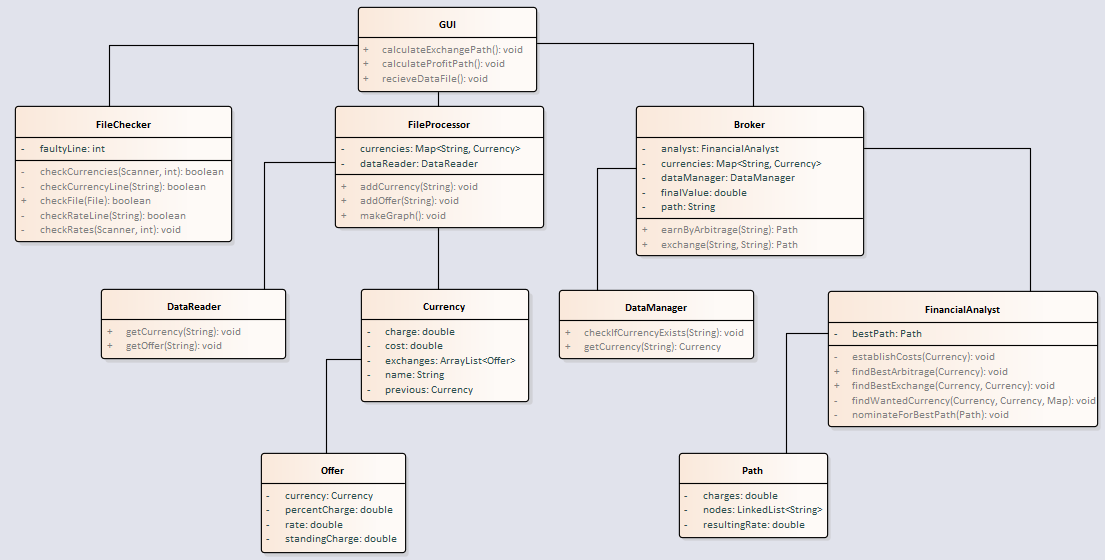 GUI
+ calculateExchangePath(): void
+ calculateProfitPath(): void
+ recieveDataFile(): void
FileChecker
- faultyLine: int
- checkCurrencies(Scanner, int): boolean
- checkCurrencyLine(String): boolean
+ checkFile(File): boolean
- checkRateLine(String): boolean
- checkRates(Scanner, int): void
FileProcessor
- currencies: Map<String, Currency>
- dataReader: DataReader
+ addCurrency(String): void
+ addOffer(String): void
+ makeGraph(): void
Broker
- analyst: FinancialAnalyst
- currencies: Map<String, Currency>
- dataManager: DataManager
- finalValue: double
- path: String
+ earnByArbitrage(String): Path
+ exchange(String, String): Path
DataReader
+ getCurrency(String): void
+ getOffer(String): void
Currency
- charge: double
- cost: double
- exchanges: ArrayList<Offer>
- name: String
- previous: Currency
DataManager
+ checkIfCurrencyExists(String): void
+ getCurrency(String): Currency
FinancialAnalyst
- bestPath: Path
- establishCosts(Currency): void
+ findBestArbitrage(Currency): void
+ findBestExchange(Currency, Currency): void
- findWantedCurrency(Currency, Currency, Map): void
- nominateForBestPath(Path): void
Offer
- currency: Currency
- percentCharge: double
- rate: double
- standingCharge: double
Path
- charges: double
- nodes: LinkedList<String>
- resultingRate: double